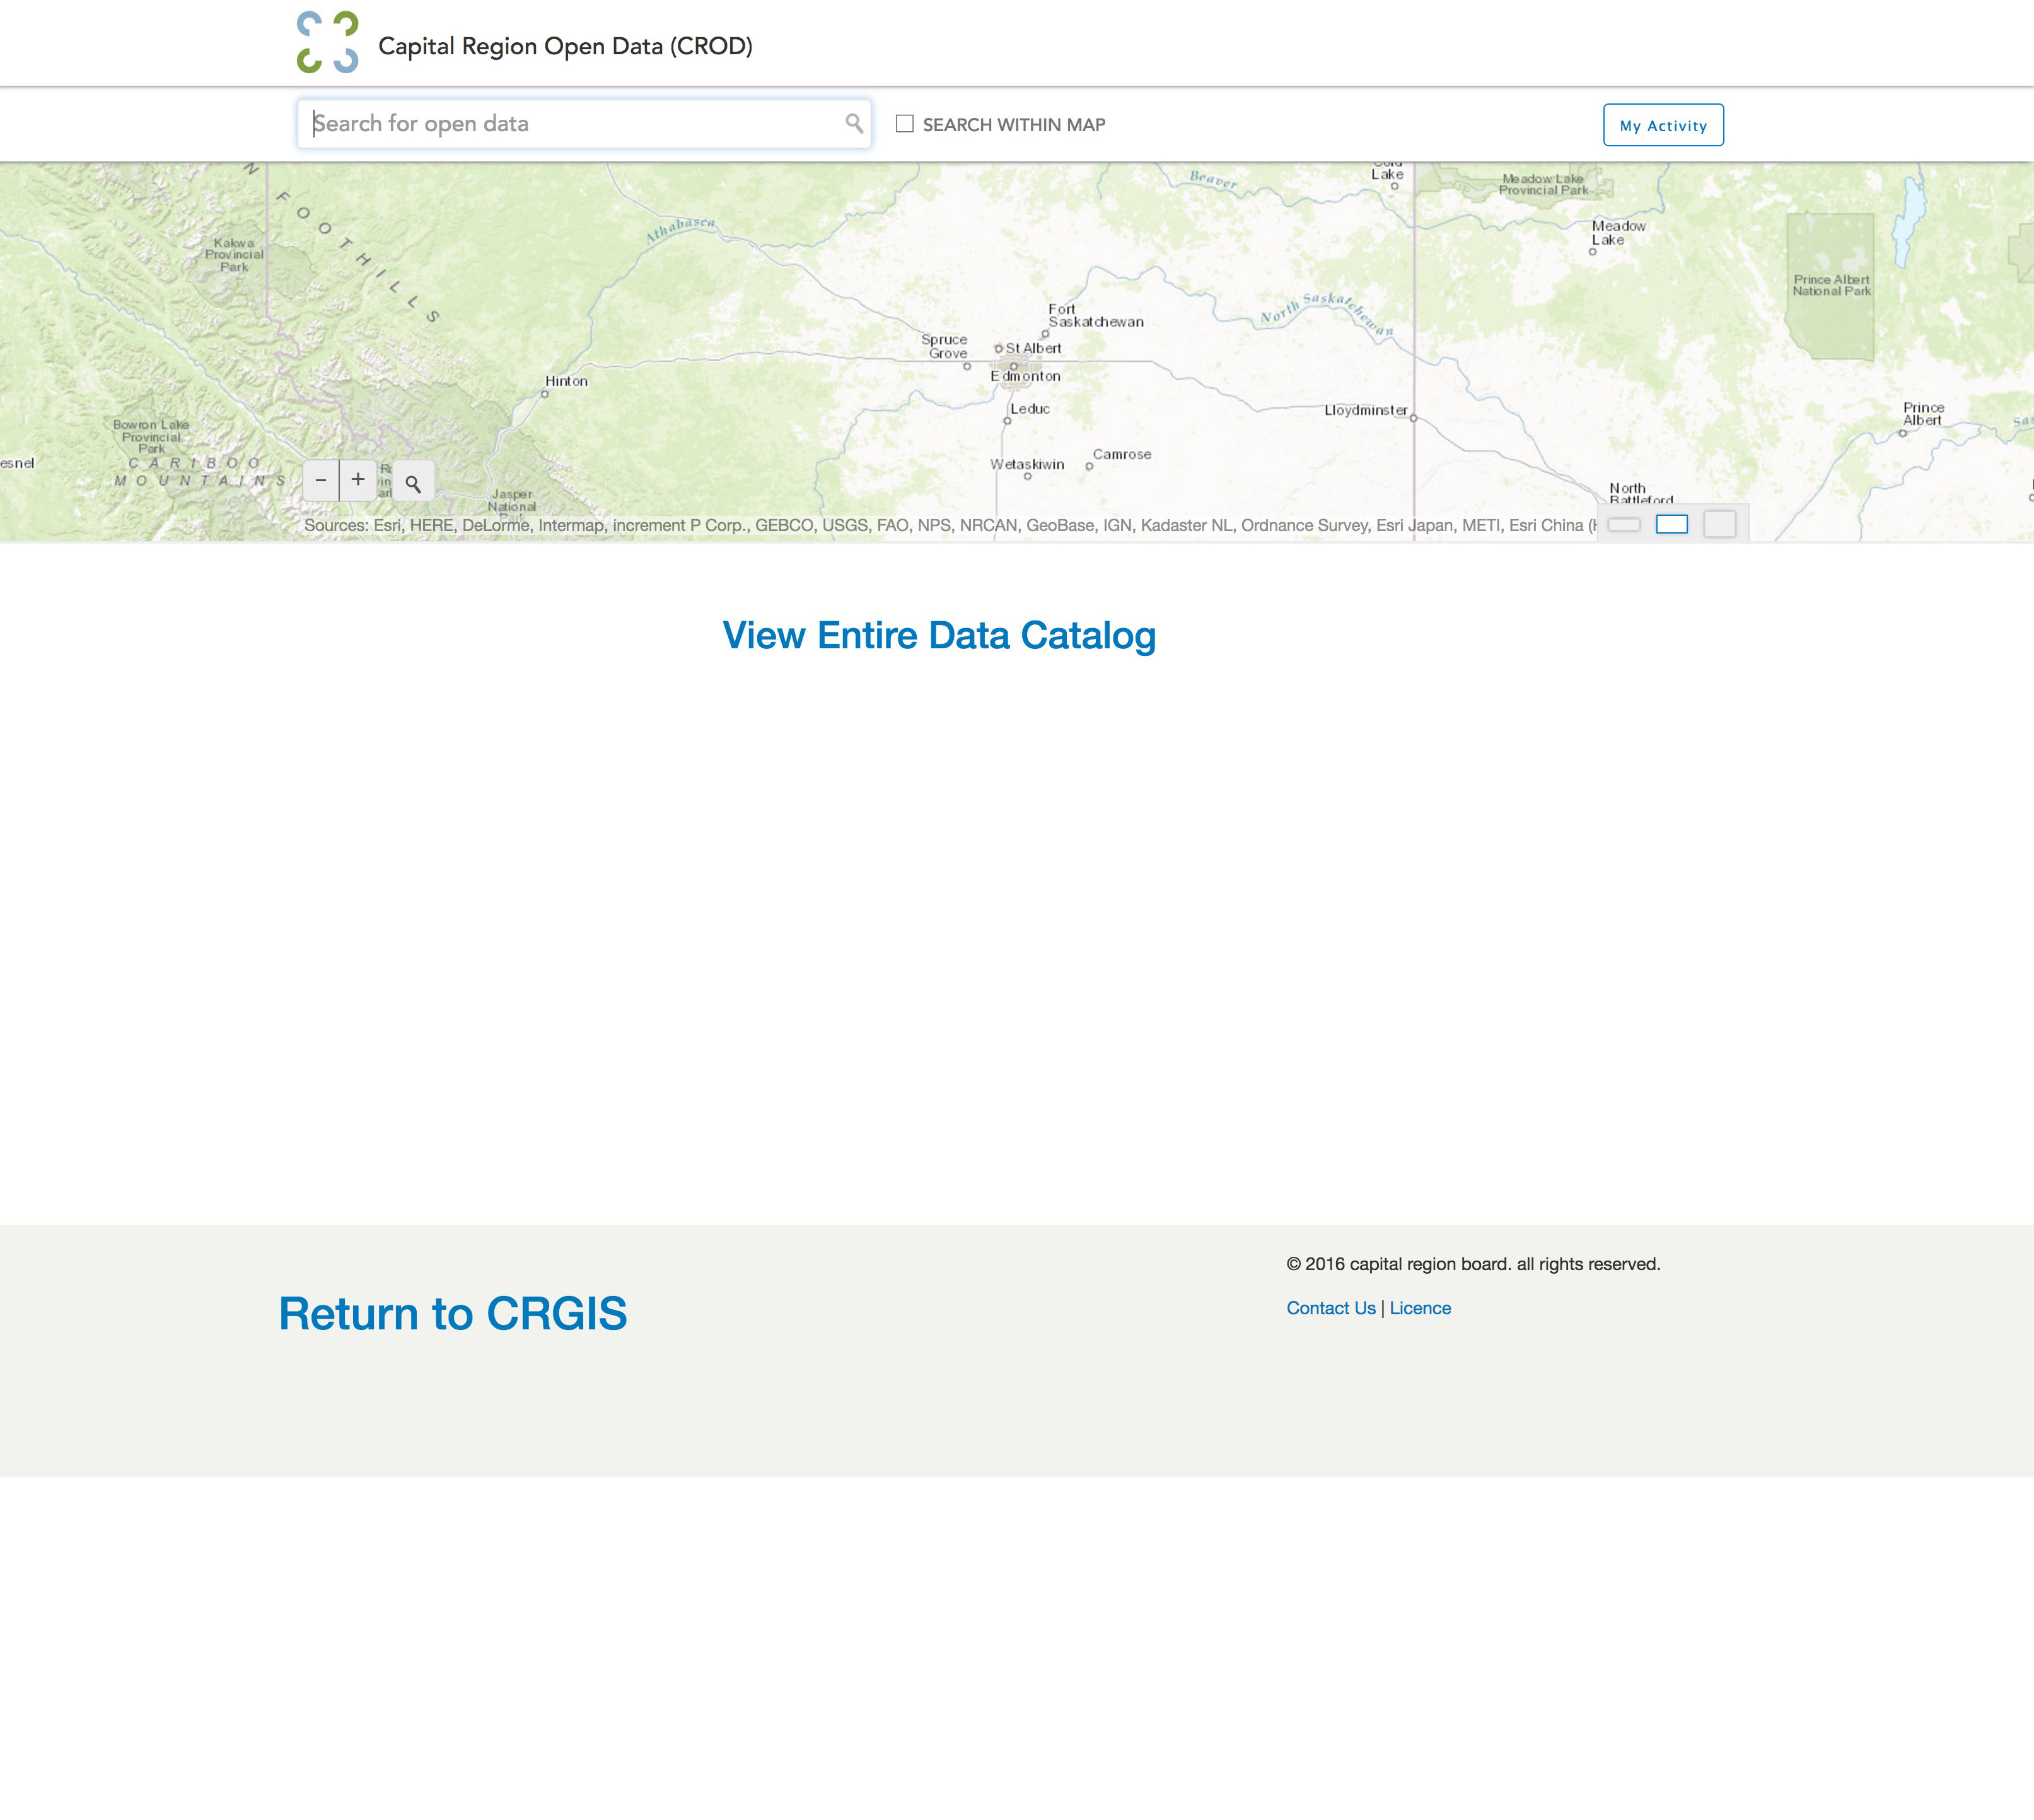 Capital Region Open Data (CROD)
Search for open data
SEARCH WITHIN MAP
My Activity
Lake
Beaver
Meadow Lake
Provincial Park
N FOOTHILLS
Athabasca
Kakwa
Provincial
Park
Meadow
Lake
Prince Albert
National Park
Fort
Saskatchewan
North Saskatchewan
Spruce
Grove
St Albert
Edmonton
Hinton
Leduc
Lloydminster
Prince
Albert
Bowron Lake
Provincial
Park
CARIBOO
MOUNTAINS
esnel
Camrose
Wetaskiwin
Jasper
National
North
Battleford
− +
Sources: Esri, HERE, DeLorme, Intermap, increment P Corp., GEBCO, USGS, FAO, NPS, NRCAN, GeoBase, IGN, Kadaster NL, Ordnance Survey, Esri Japan, METI, Esri China (
View Entire Data Catalog
© 2016 capital region board. all rights reserved.
Return to CRGIS
Contact Us | Licence